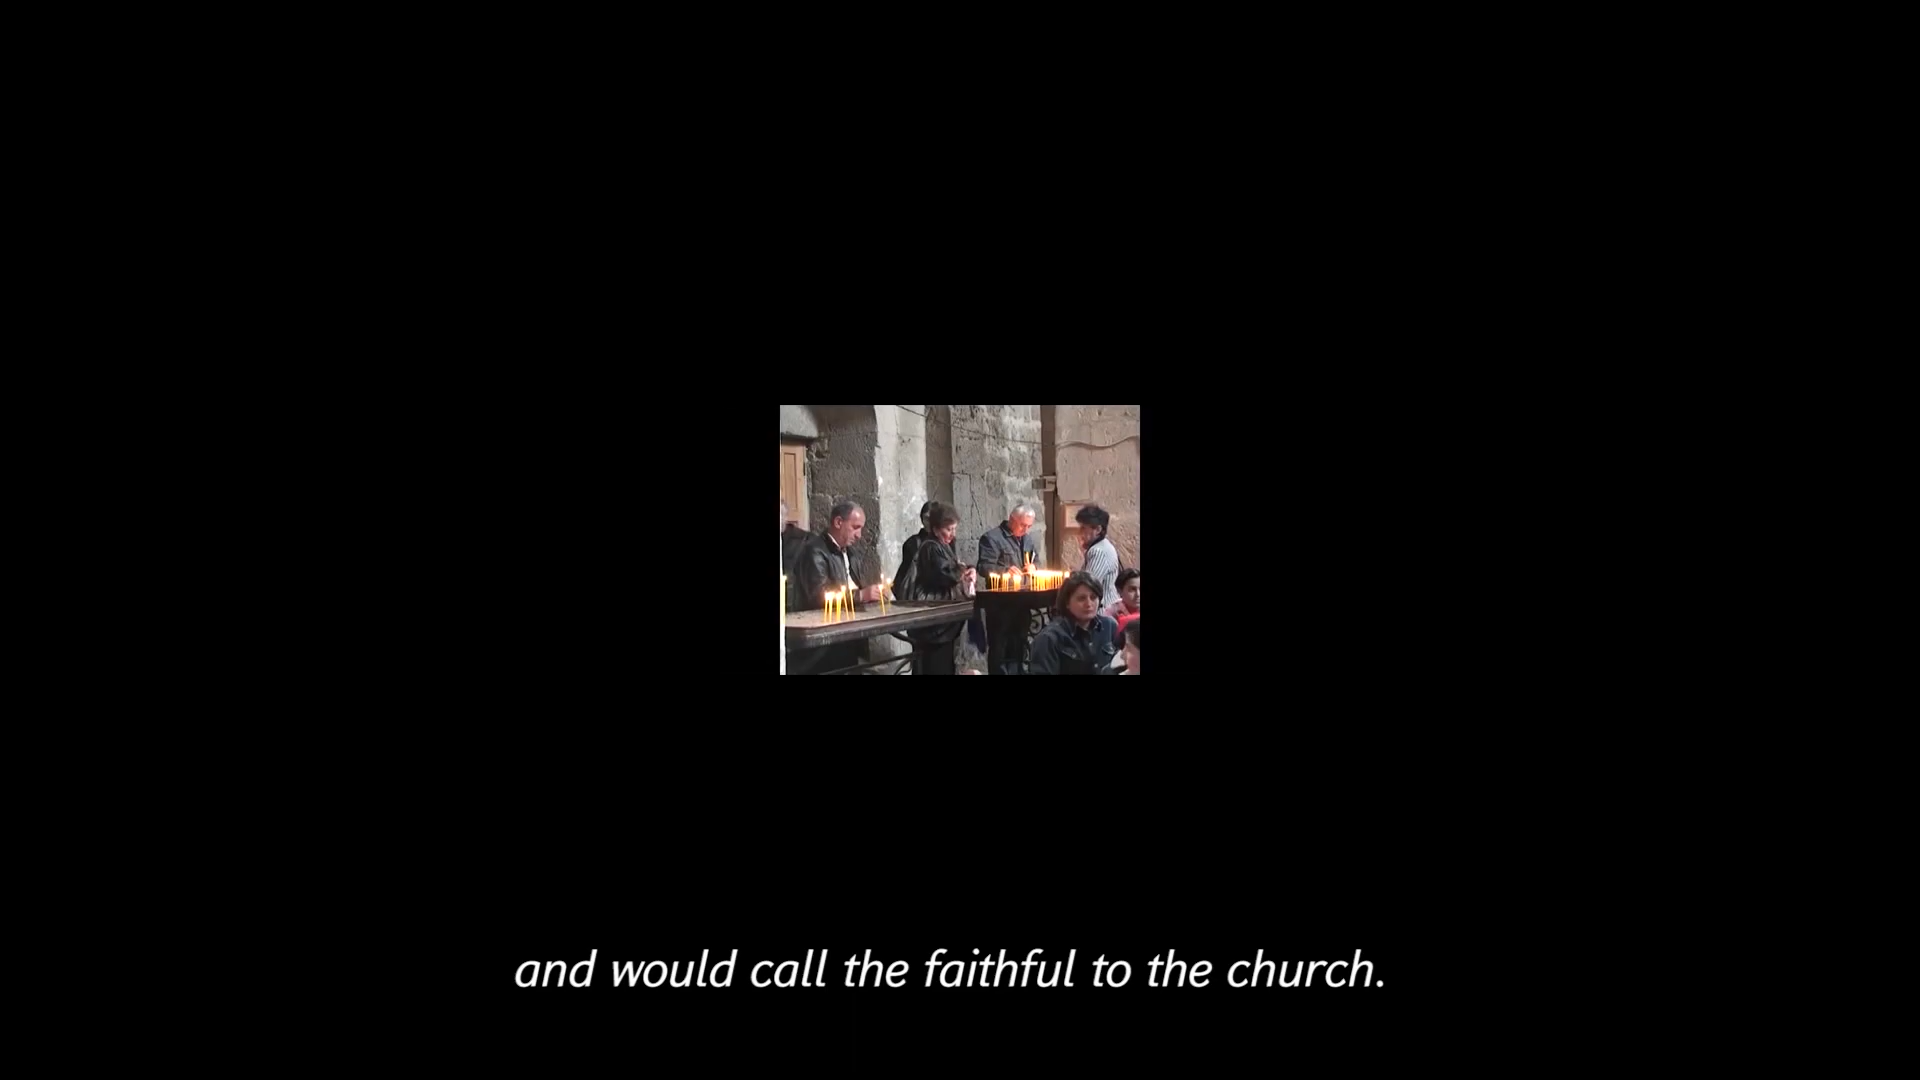 and would call the faithful to the church.